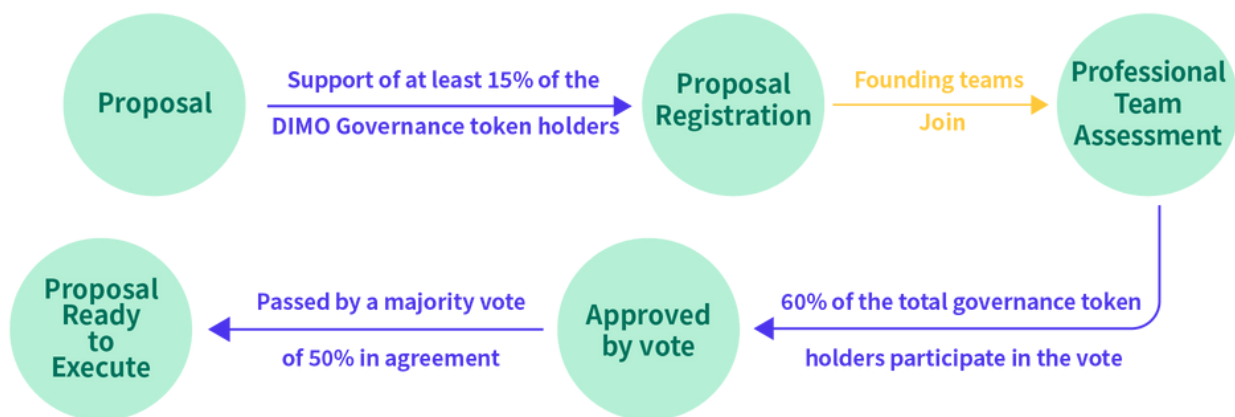 Proposal
Support of at least 15% of the
DIMO Governance token holders
Proposal
Registration
Founding teams
Join
Professional
Team
Assessment
60% of the total governance token
holders participate in the vote
Approved
by vote
Passed by a majority vote
of 50% in agreement
Proposal
Ready
to
Execute